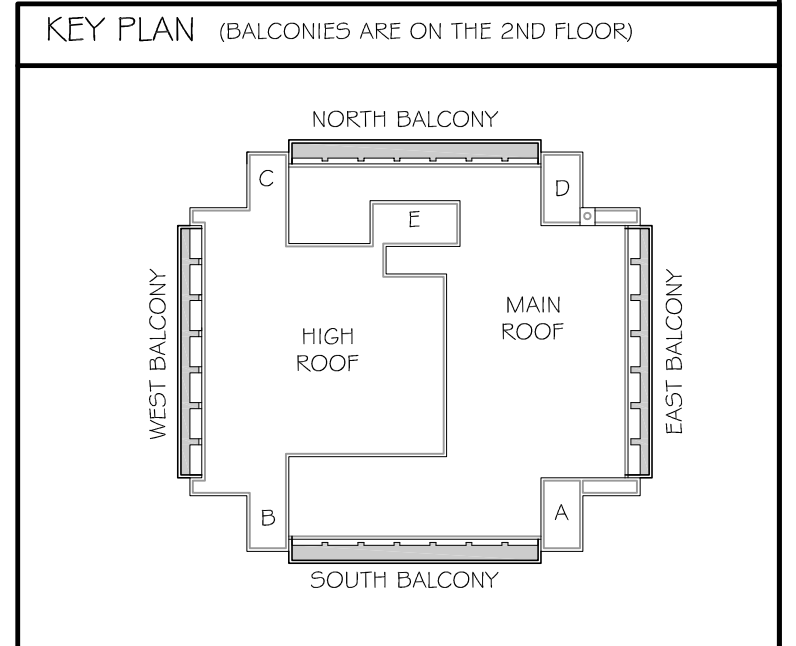 KEY PLAN (BALCONIES ARE ON THE 2ND FLOOR)
NORTH BALCONY
C
D
E
WEST BALCONY
HIGH
ROOF
MAIN
ROOF
EAST BALCONY
B
A
SOUTH BALCONY